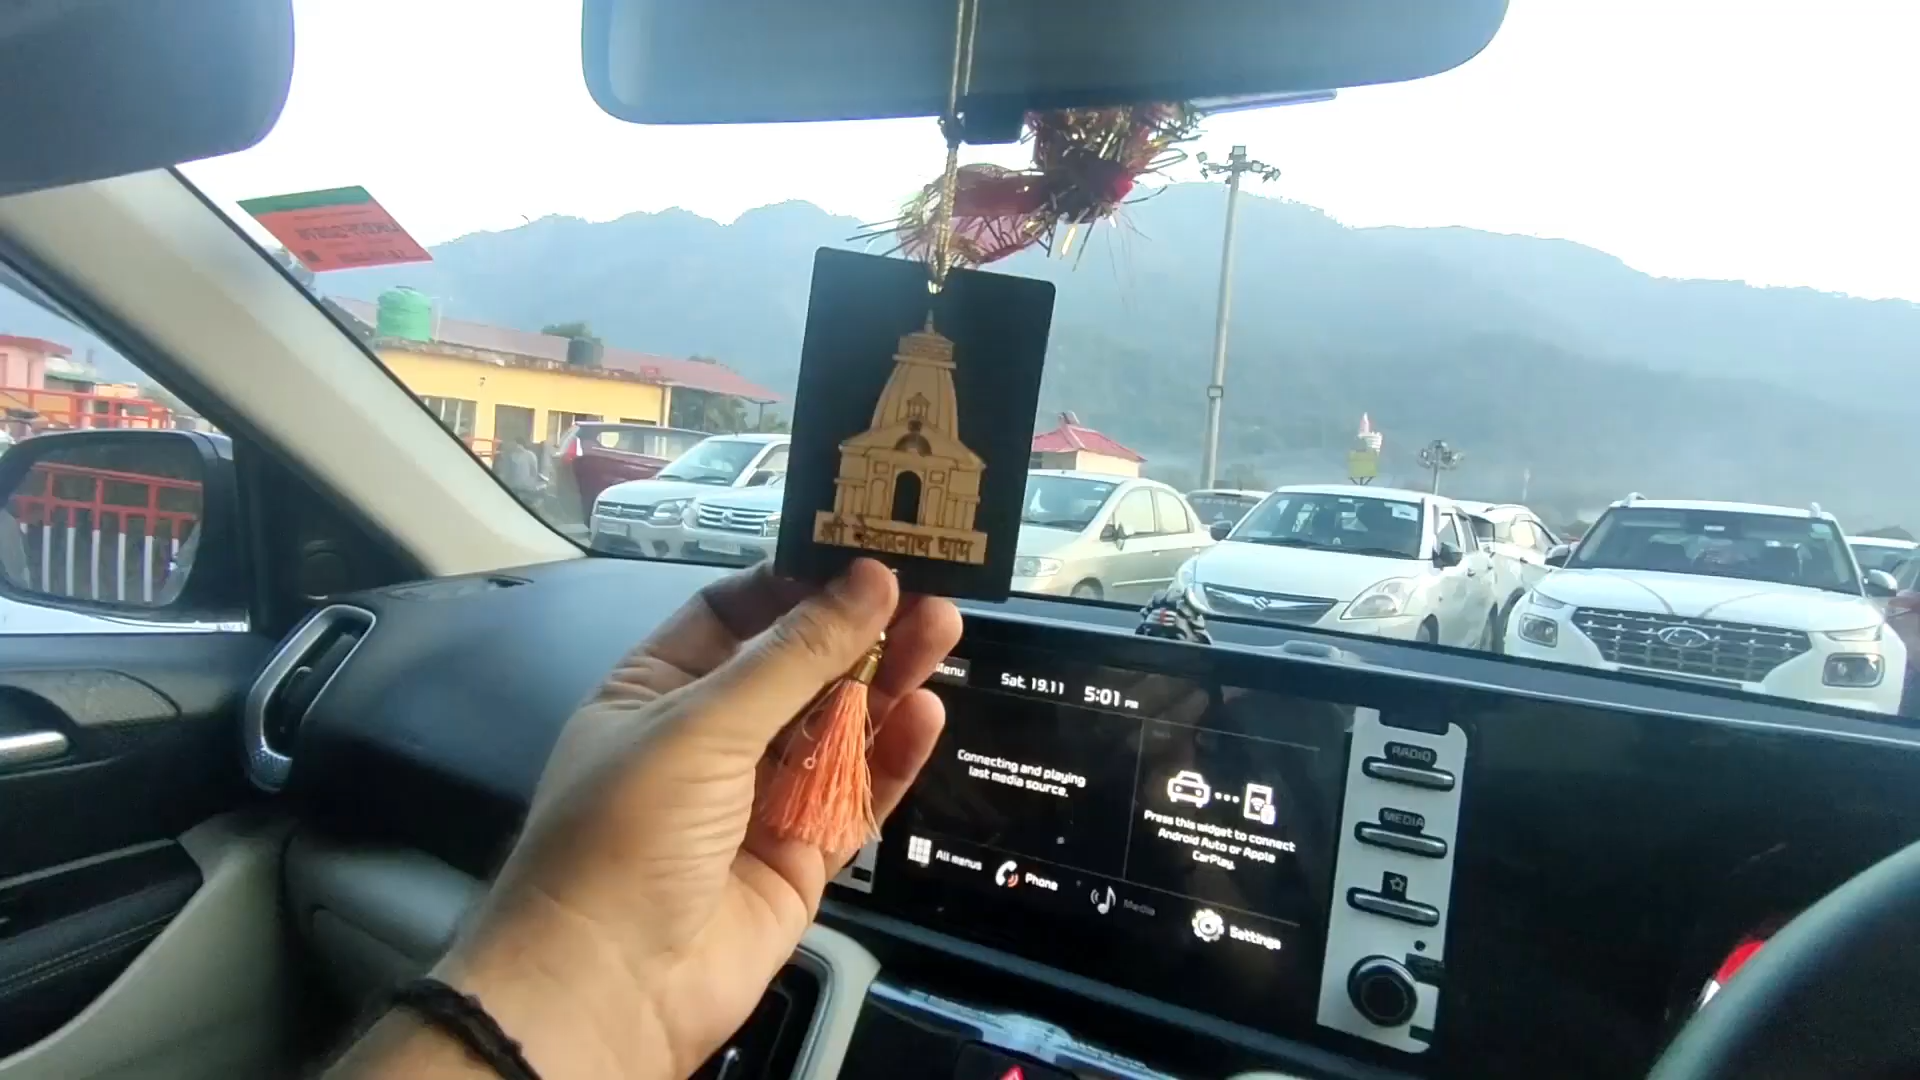 श्री केदारनाथ धाम
Menu
Sat, 19.11 5:01 PM
Connecting and playing
last media source.
Press this widget to connect
Android Auto or Apple
CarPlay.
All menus
Phone
Media
Settings
RADIO
MEDIA